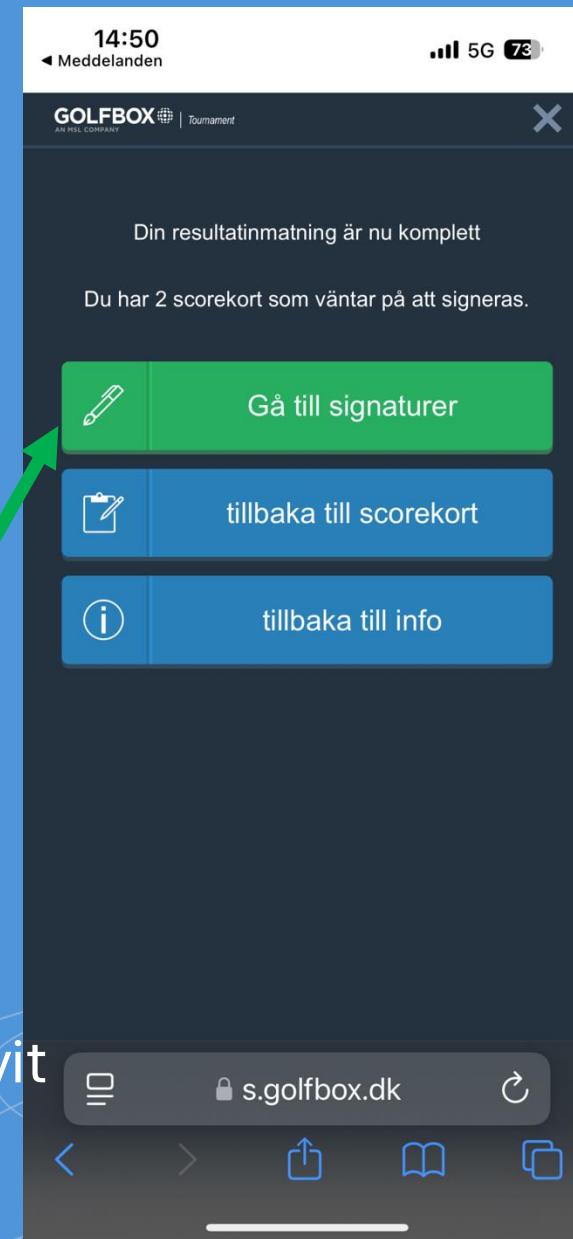 14:50
◀ Meddelanden
5G 73
GOLFBOX | Tournament
AN MSL COMPANY
Din resultatinmatning är nu komplett
Du har 2 scorekort som väntar på att signeras.
Gå till signaturer
tillbaka till scorekort
tillbaka till info
s.golfbox.dk